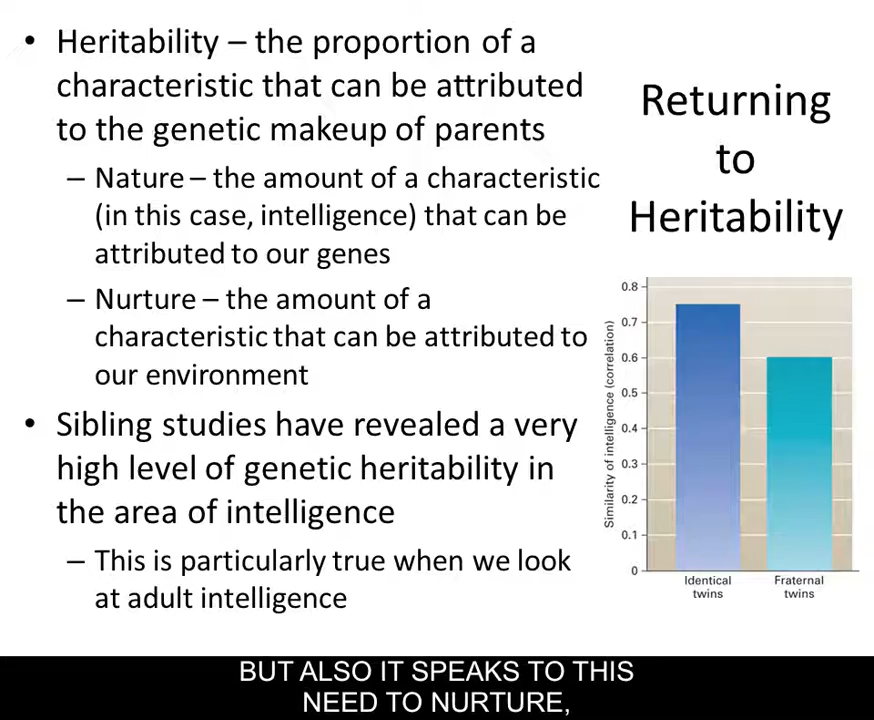 • Heritability – the proportion of a
characteristic that can be attributed
to the genetic makeup of parents
– Nature – the amount of a characteristic
(in this case, intelligence) that can be
attributed to our genes
– Nurture – the amount of a
characteristic that can be attributed to
our environment
• Sibling studies have revealed a very
high level of genetic heritability in
the area of intelligence
– This is particularly true when we look
at adult intelligence
Returning
to
Heritability
Similarity of intelligence (correlation)
0.8
0.7
0.6
0.5
0.4
0.3
0.2
0.1
0
Identical
twins
Fraternal
twins
BUT ALSO IT SPEAKS TO THIS
NEED TO NURTURE,